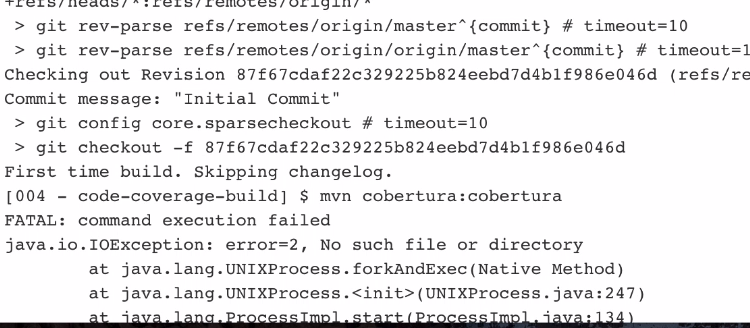 +refs/heads/*:refs/remotes/origin/*
> git rev-parse refs/remotes/origin/master^{commit} # timeout=10
> git rev-parse refs/remotes/origin/origin/master^{commit} # timeout=1
Checking out Revision 87f67cdaf22c329225b824eebd7d4b1f986e046d (refs/re
Commit message: "Initial Commit"
> git config core.sparsecheckout # timeout=10
> git checkout -f 87f67cdaf22c329225b824eebd7d4b1f986e046d
First time build. Skipping changelog.
[004 - code-coverage-build] $ mvn cobertura:cobertura
FATAL: command execution failed
java.io.IOException: error=2, No such file or directory
at java.lang.UNIXProcess.forkAndExec(Native Method)
at java.lang.UNIXProcess.<init>(UNIXProcess.java:247)
at java.lang.ProcessImpl.start(ProcessImpl.java:134)